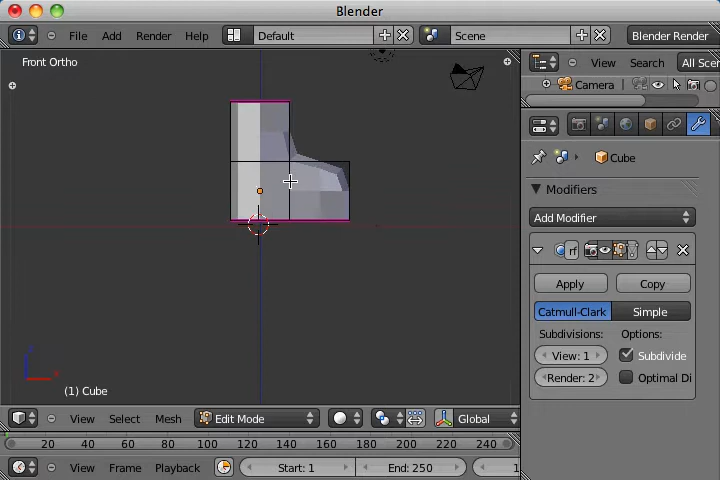 Blender
File Add Render Help Default Scene Blender Render
Front Ortho
View Search All Scen
Camera
Cube
Modifiers
Add Modifier
rf
Apply Copy
Catmull-Clark Simple
Subdivisions: Options:
View: 1 Subdivide
Render: 2 Optimal Di
(1) Cube
View Select Mesh Edit Mode Global
20 40 60 80 100 120 140 160 180 200 220 240
View Frame Playback Start: 1 End: 250 1